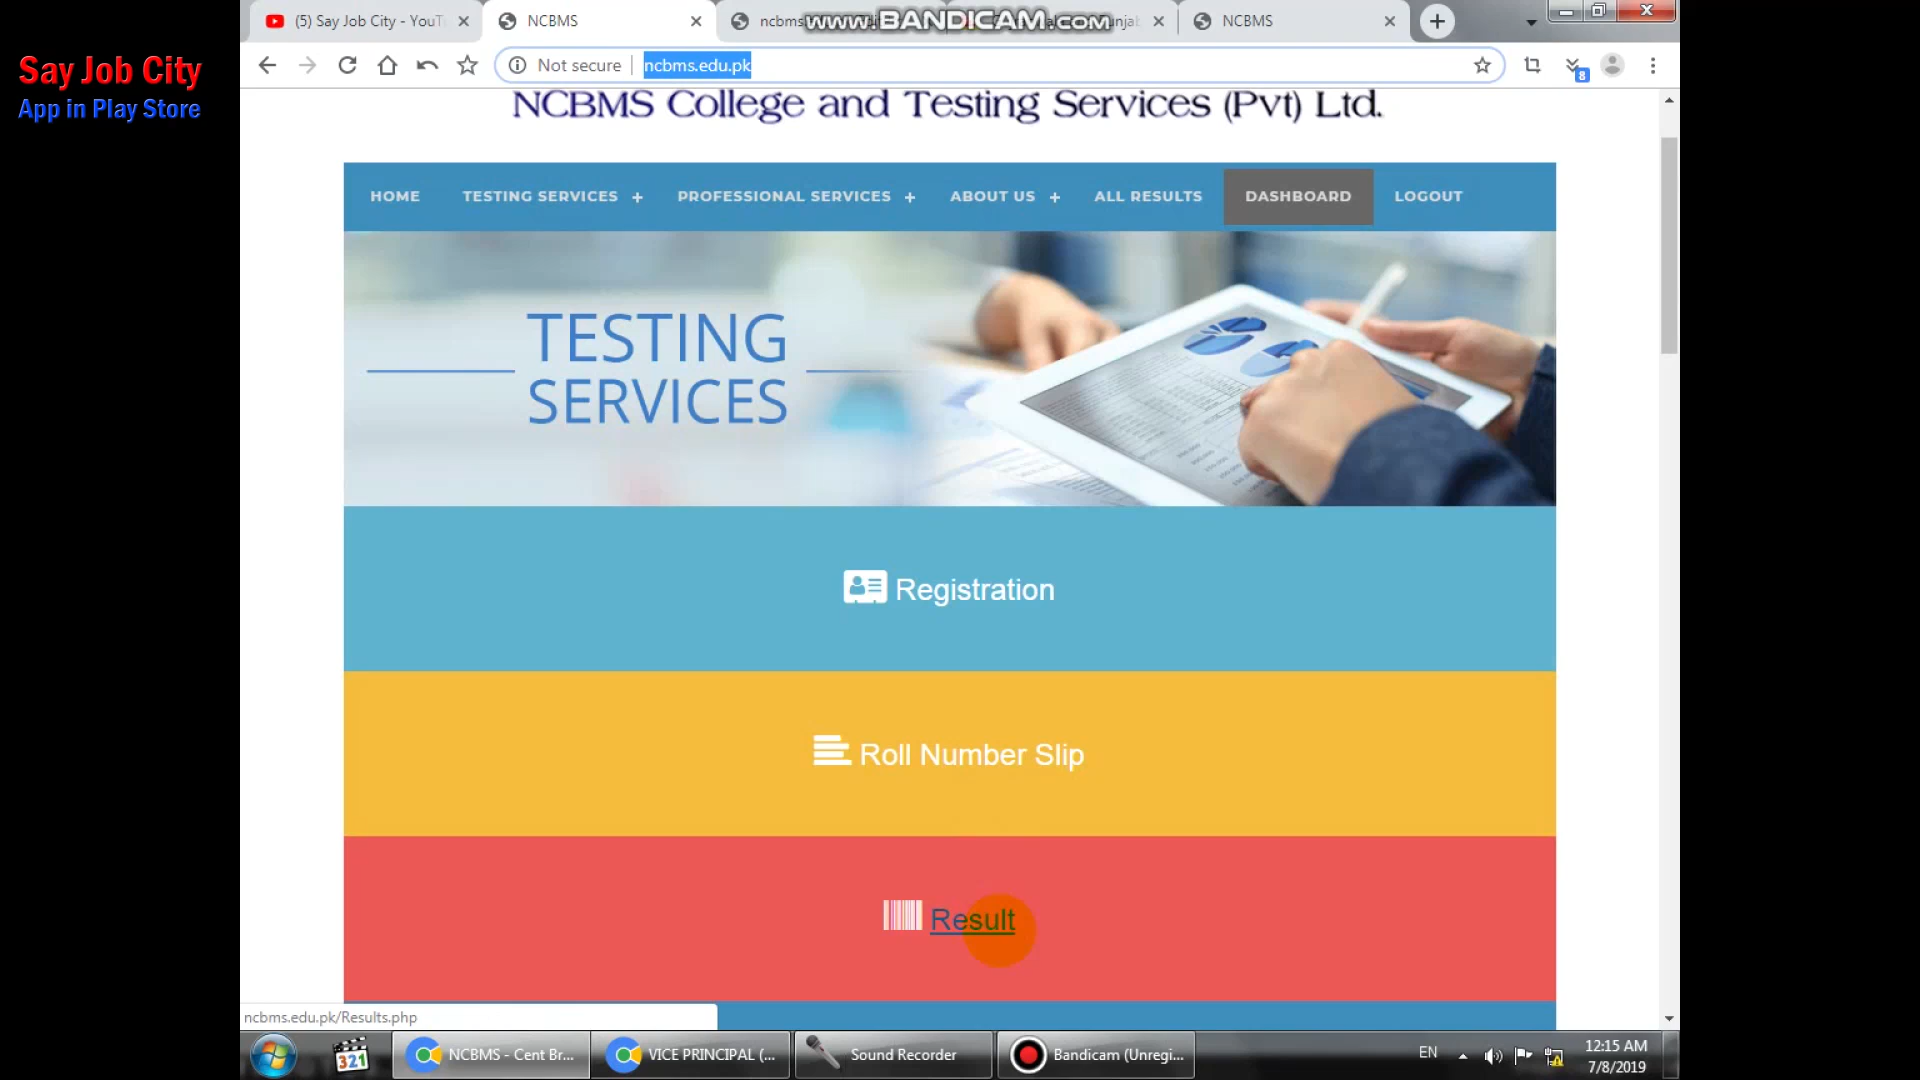 Say Job City
App in Play Store
(5) Say Job City - YouT
NCBMS
ncbms
www.BANDICAM.com
NCBMS
Not secure
ncbms.edu.pk
8
NCBMS College and Testing Services (Pvt) Ltd.
HOME
TESTING SERVICES +
PROFESSIONAL SERVICES +
ABOUT US +
ALL RESULTS
DASHBOARD
LOGOUT
TESTING
SERVICES
Registration
Roll Number Slip
Result
ncbms.edu.pk/Results.php
321
NCBMS - Cent Br...
VICE PRINCIPAL (...
Sound Recorder
Bandicam (Unregi...
EN
12:15 AM
7/8/2019